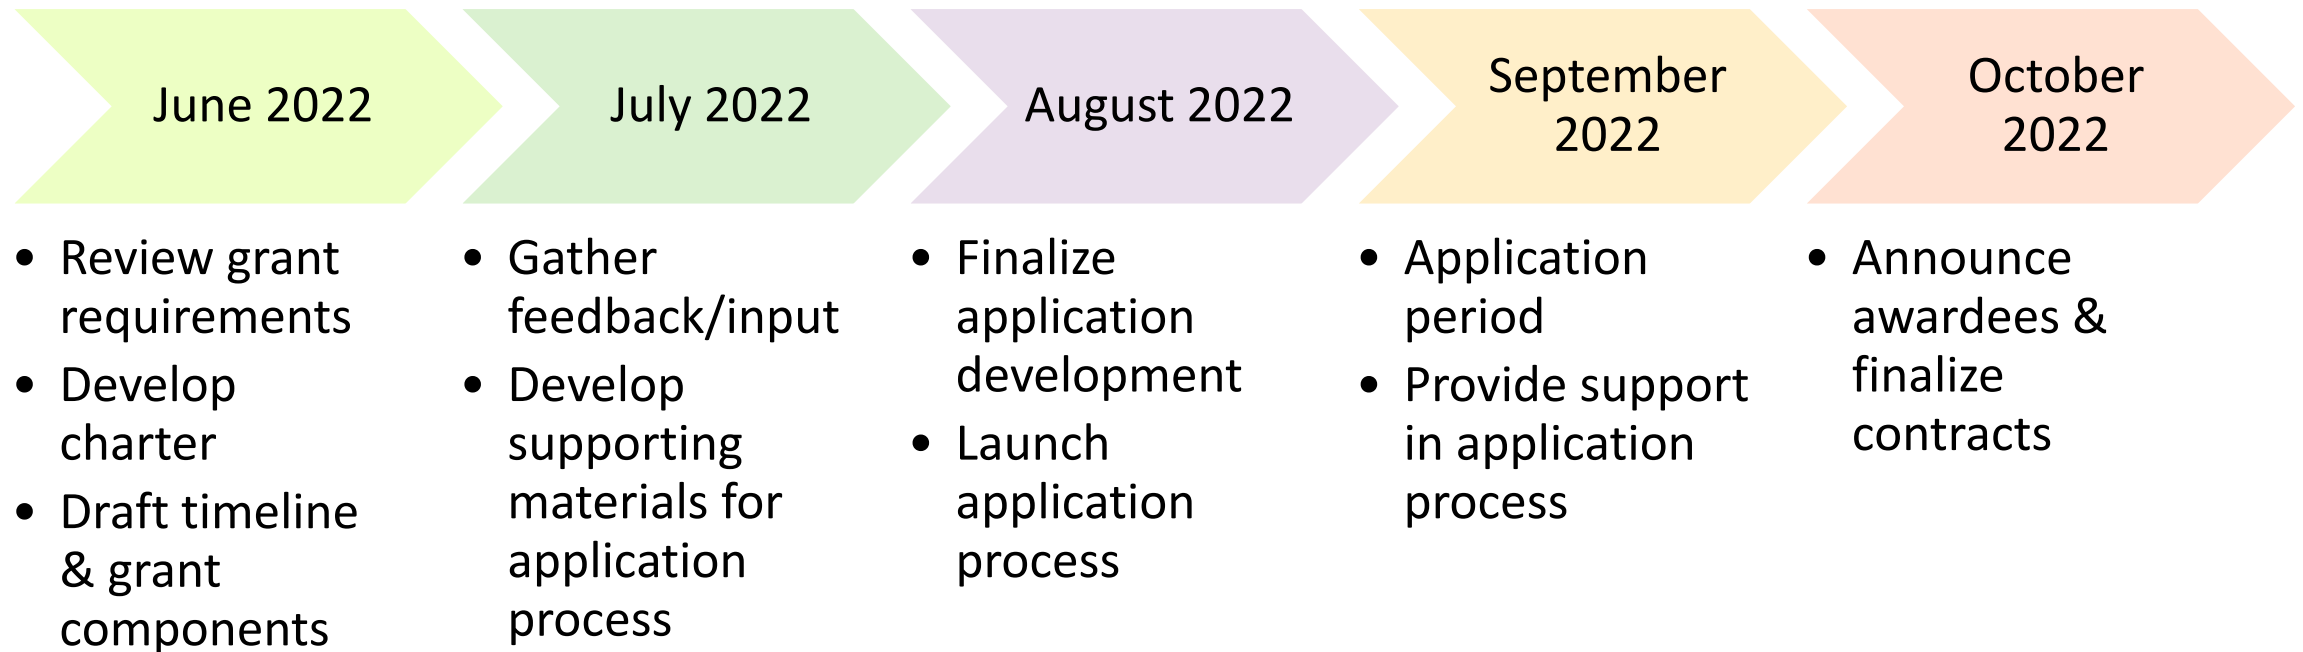 June 2022
July 2022
August 2022
September
2022
October
2022
• Review grant
requirements
• Develop
charter
• Draft timeline
& grant
components
• Gather
feedback/input
• Develop
supporting
materials for
application
process
• Finalize
application
development
• Launch
application
process
• Application
period
• Provide support
in application
process
• Announce
awardees &
finalize
contracts